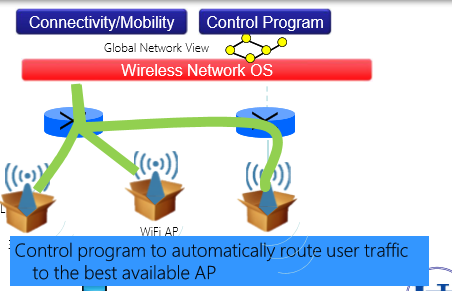 Connectivity/Mobility
Control Program
Global Network View
Wireless Network OS
WiFi AP
Control program to automatically route user traffic
to the best available AP